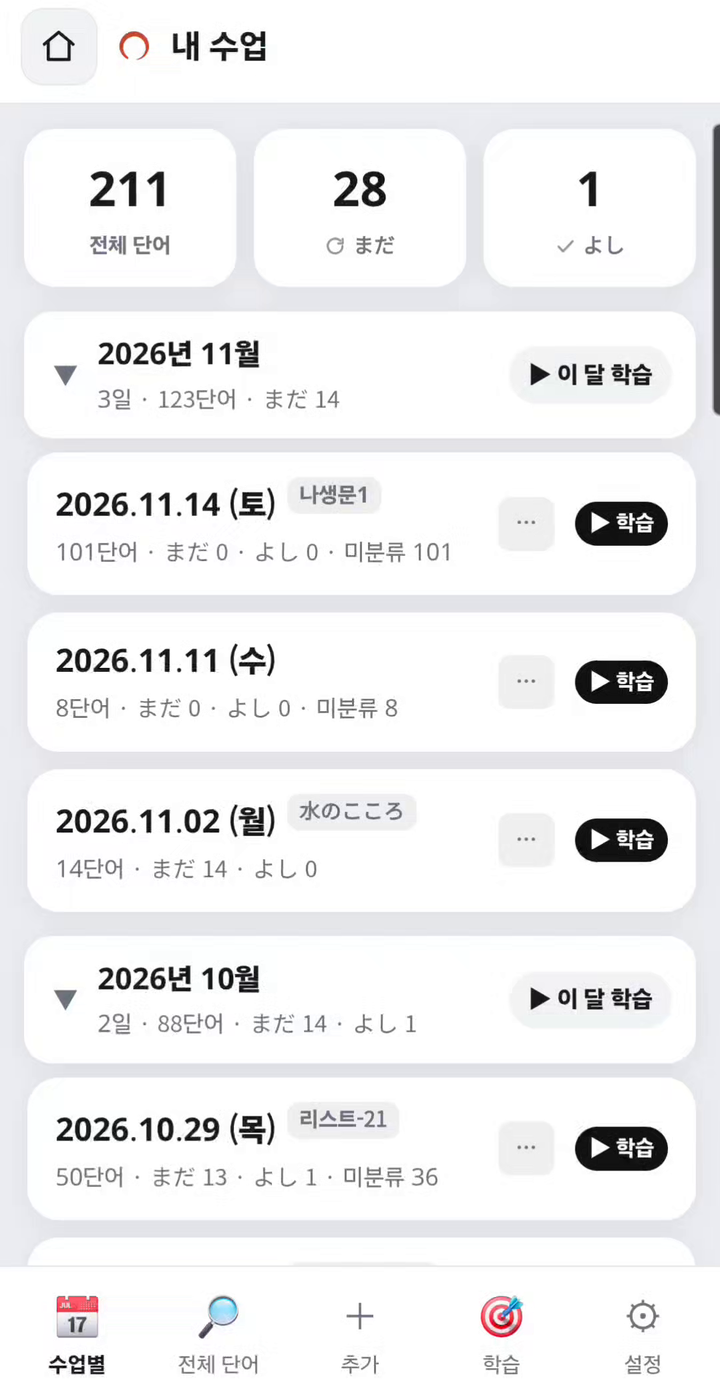 내 수업
211
28
1
전체 단어
まだ
よし
2026년 11월
3일 · 123단어 · まだ 14
▶ 이 달 학습
2026.11.14 (토) 나생문1
101단어 · まだ 0 · よし 0 · 미분류 101
… ▶ 학습
2026.11.11 (수)
8단어 · まだ 0 · よし 0 · 미분류 8
… ▶ 학습
2026.11.02 (월) 水のこころ
14단어 · まだ 14 · よし 0
… ▶ 학습
2026년 10월
2일 · 88단어 · まだ 14 · よし 1
▶ 이 달 학습
2026.10.29 (목) 리스트-21
50단어 · まだ 13 · よし 1 · 미분류 36
… ▶ 학습
JUL
17
수업별
전체 단어
추가
학습
설정